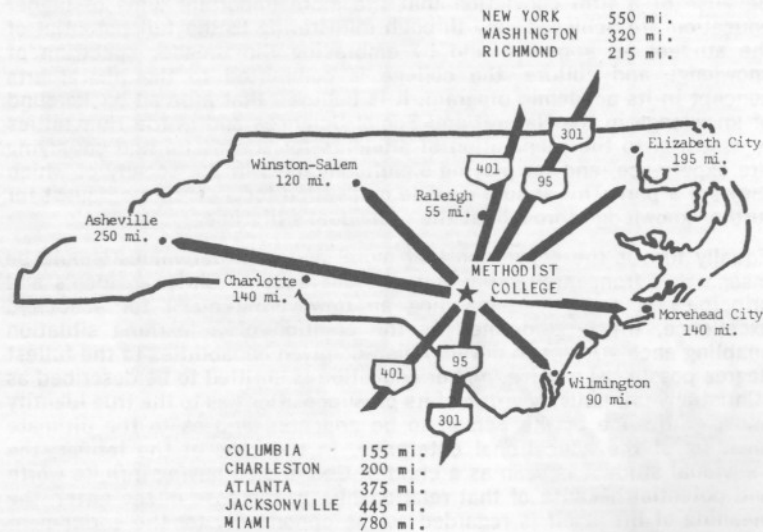 NEW YORK 550 mi.
WASHINGTON 320 mi.
RICHMOND 215 mi.
301
401
95
Elizabeth City
195 mi.
Winston-Salem
120 mi.
Raleigh
55 mi.
Asheville
250 mi.
METHODIST
COLLEGE
Charlotte
140 mi.
Morehead City
140 mi.
95
401
301
Wilmington
90 mi.
COLUMBIA 155 mi.
CHARLESTON 200 mi.
ATLANTA 375 mi.
JACKSONVILLE 445 mi.
MIAMI 780 mi.